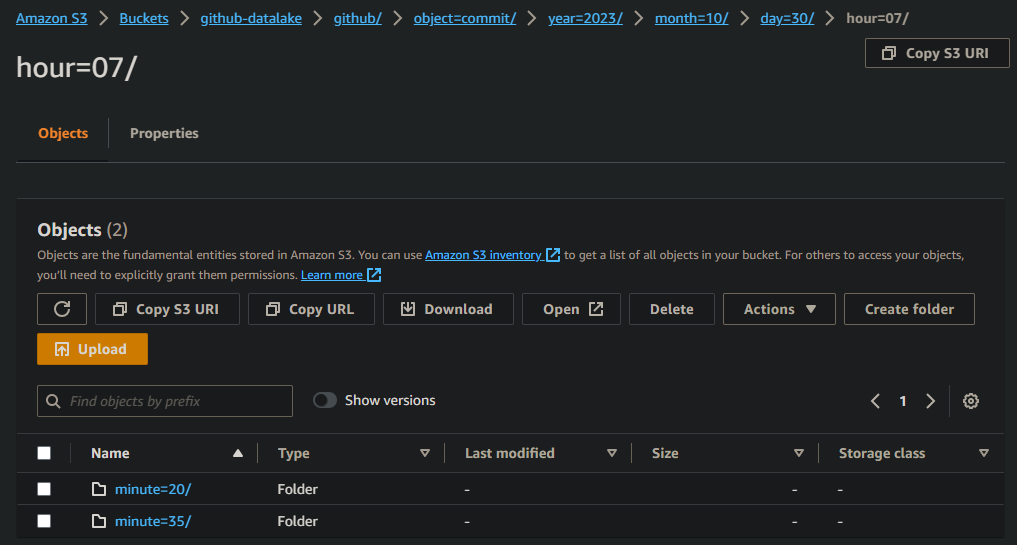 Amazon S3 > Buckets > github-datalake > github/ > object=commit/ > year=2023/ > month=10/ > day=30/ > hour=07/
hour=07/
Copy S3 URI
Objects Properties
Objects (2)
Objects are the fundamental entities stored in Amazon S3. You can use Amazon S3 inventory to get a list of all objects in your bucket. For others to access your objects,
you'll need to explicitly grant them permissions. Learn more
Copy S3 URI Copy URL Download Open Delete Actions Create folder
Upload
Find objects by prefix Show versions 1
Name Type Last modified Size Storage class
minute=20/ Folder - - -
minute=35/ Folder - - -